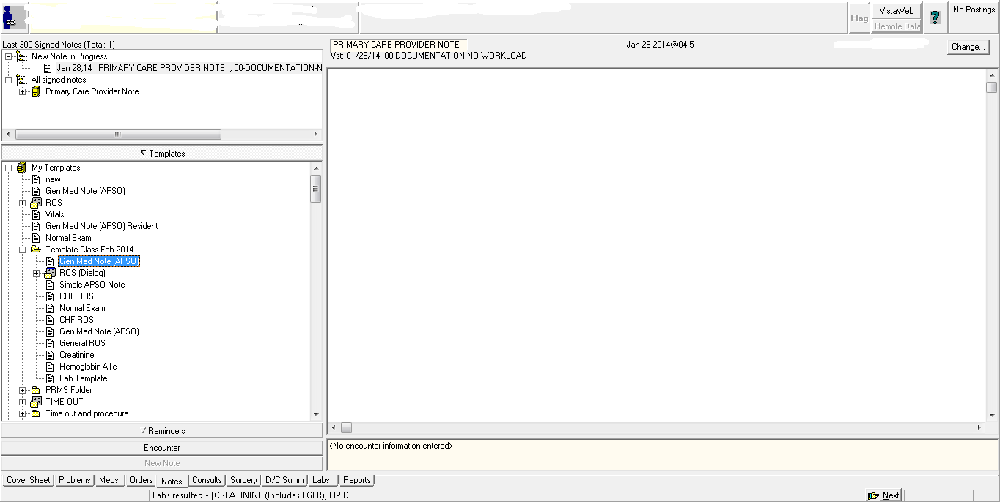 Flag
VistaWeb
Remote Data
?
No Postings
Last 300 Signed Notes (Total: 1)
New Note in Progress
Jan 28,14 PRIMARY CARE PROVIDER NOTE , 00-DOCUMENTATION-N
All signed notes
Primary Care Provider Note
PRIMARY CARE PROVIDER NOTE
Jan 28,2014@04:51
Change...
Vst: 01/28/14 00-DOCUMENTATION-NO WORKLOAD
Templates
My Templates
new
Gen Med Note (APSO)
ROS
Vitals
Gen Med Note (APSO) Resident
Normal Exam
Template Class Feb 2014
Gen Med Note (APSO)
ROS (Dialog)
Simple APSO Note
CHF ROS
Normal Exam
CHF ROS
Gen Med Note (APSO)
General ROS
Creatinine
Hemoglobin A1c
Lab Template
PRMS Folder
TIME OUT
Time out and procedure
/ Reminders
Encounter
New Note
<No encounter information entered>
Cover Sheet Problems Meds Orders Notes Consults Surgery D/C Summ Labs Reports
Labs resulted - [CREATININE (Includes EGFR), LIPID
Next